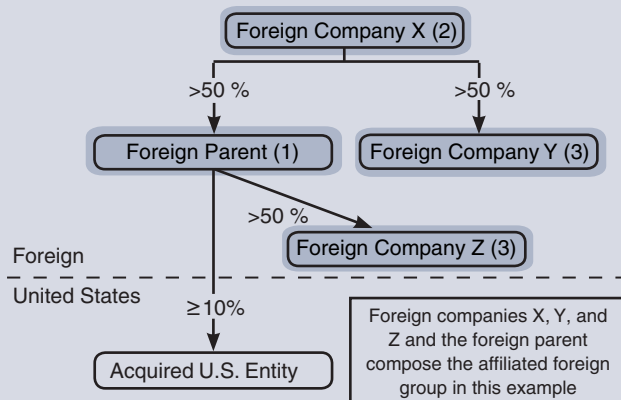 Foreign Company X (2)
>50 %
>50 %
Foreign Parent (1)
Foreign Company Y (3)
>50 %
Foreign Company Z (3)
Foreign
United States
≥10%
Acquired U.S. Entity
Foreign companies X, Y, and
Z and the foreign parent
compose the affiliated foreign
group in this example